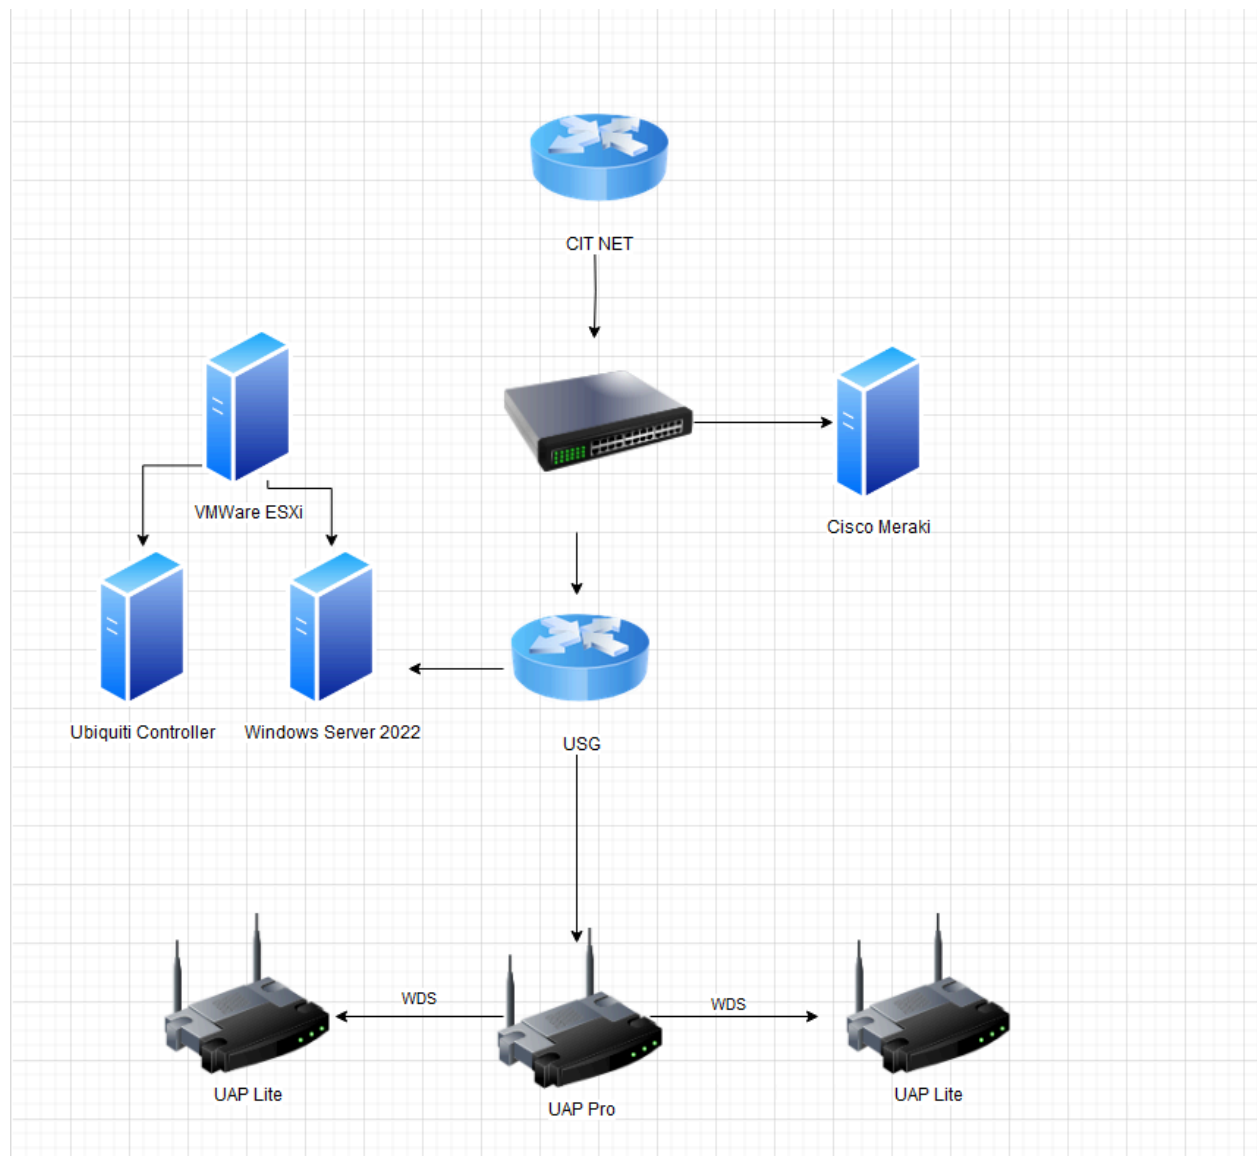 CIT NET
VMWare ESXi
Cisco Meraki
Ubiquiti Controller
Windows Server 2022
USG
WDS
WDS
UAP Lite
UAP Pro
UAP Lite